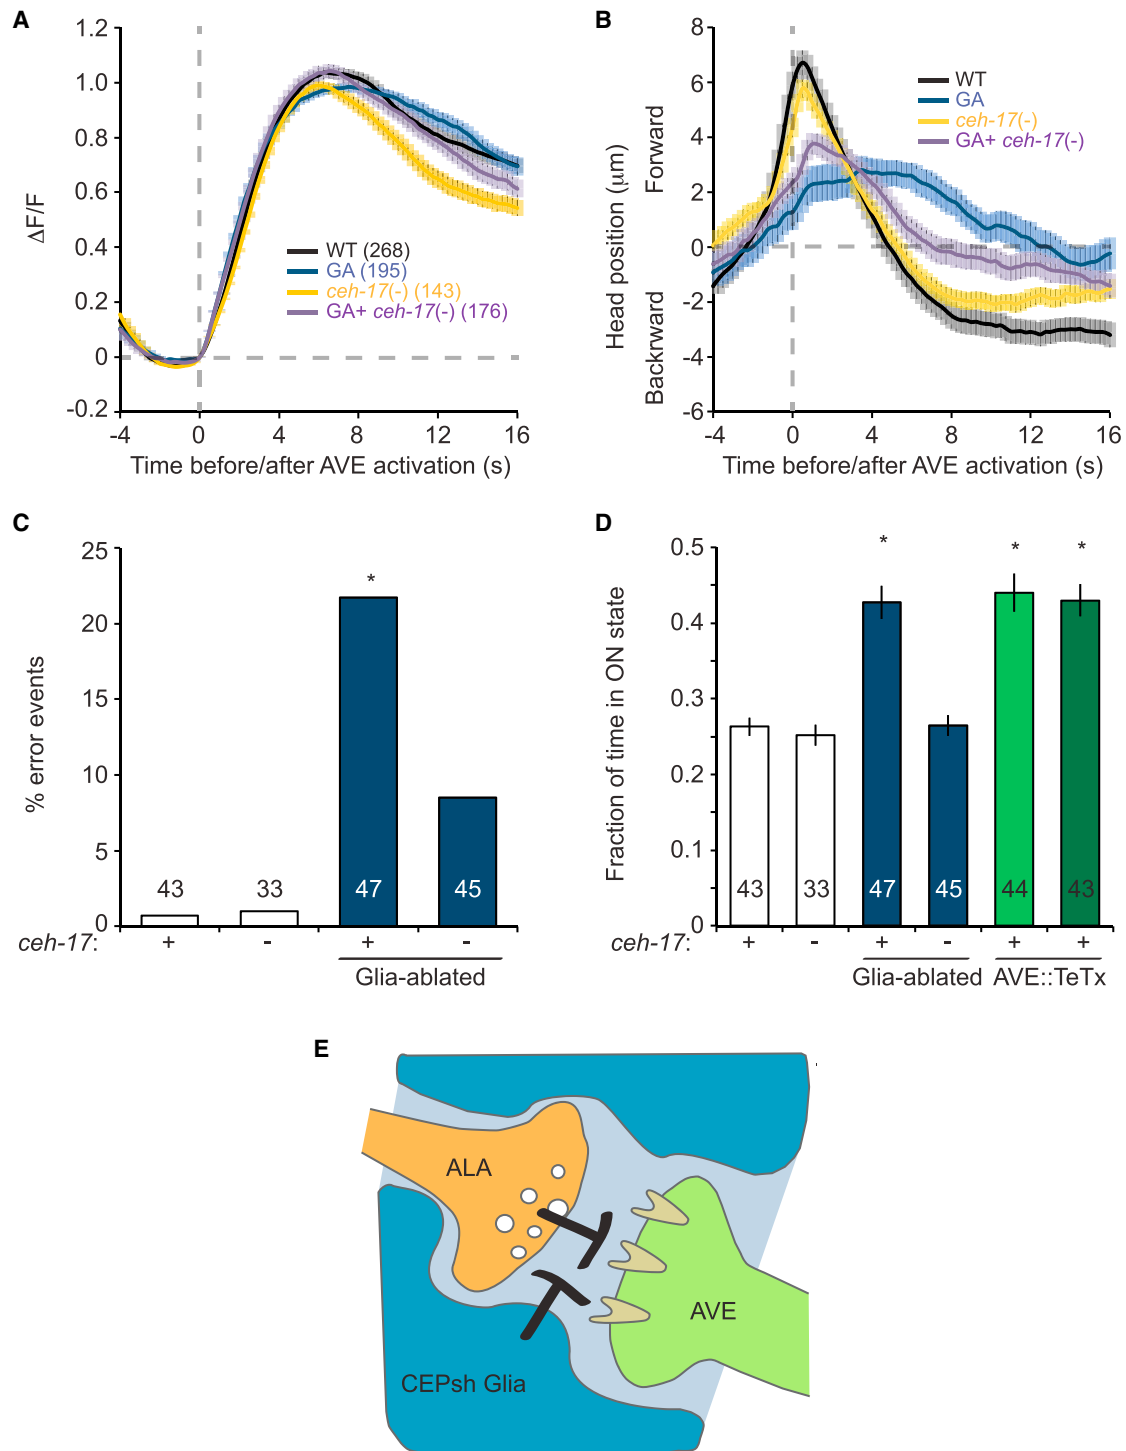 A
1.2
1.0
0.8
0.6
0.4
0.2
0
-0.2
ΔF/F
WT (268)
GA (195)
ceh-17(-) (143)
GA+ ceh-17(-) (176)
-4 0 4 8 12 16
Time before/after AVE activation (s)
B
8
6
4
2
0
-2
-4
-6
Head position (μm)
Forward
Backrward
WT
GA
ceh-17(-)
GA+ ceh-17(-)
-4 0 4 8 12 16
Time before/after AVE activation (s)
C
25
20
15
10
5
0
% error events
*
43 33 47 45
ceh-17: + - + -
Glia-ablated
D
0.5
0.4
0.3
0.2
0.1
0
Fraction of time in ON state
* * *
43 33 47 45 44 43
ceh-17: + - + - + +
Glia-ablated AVE::TeTx
E
ALA
AVE
CEPsh Glia